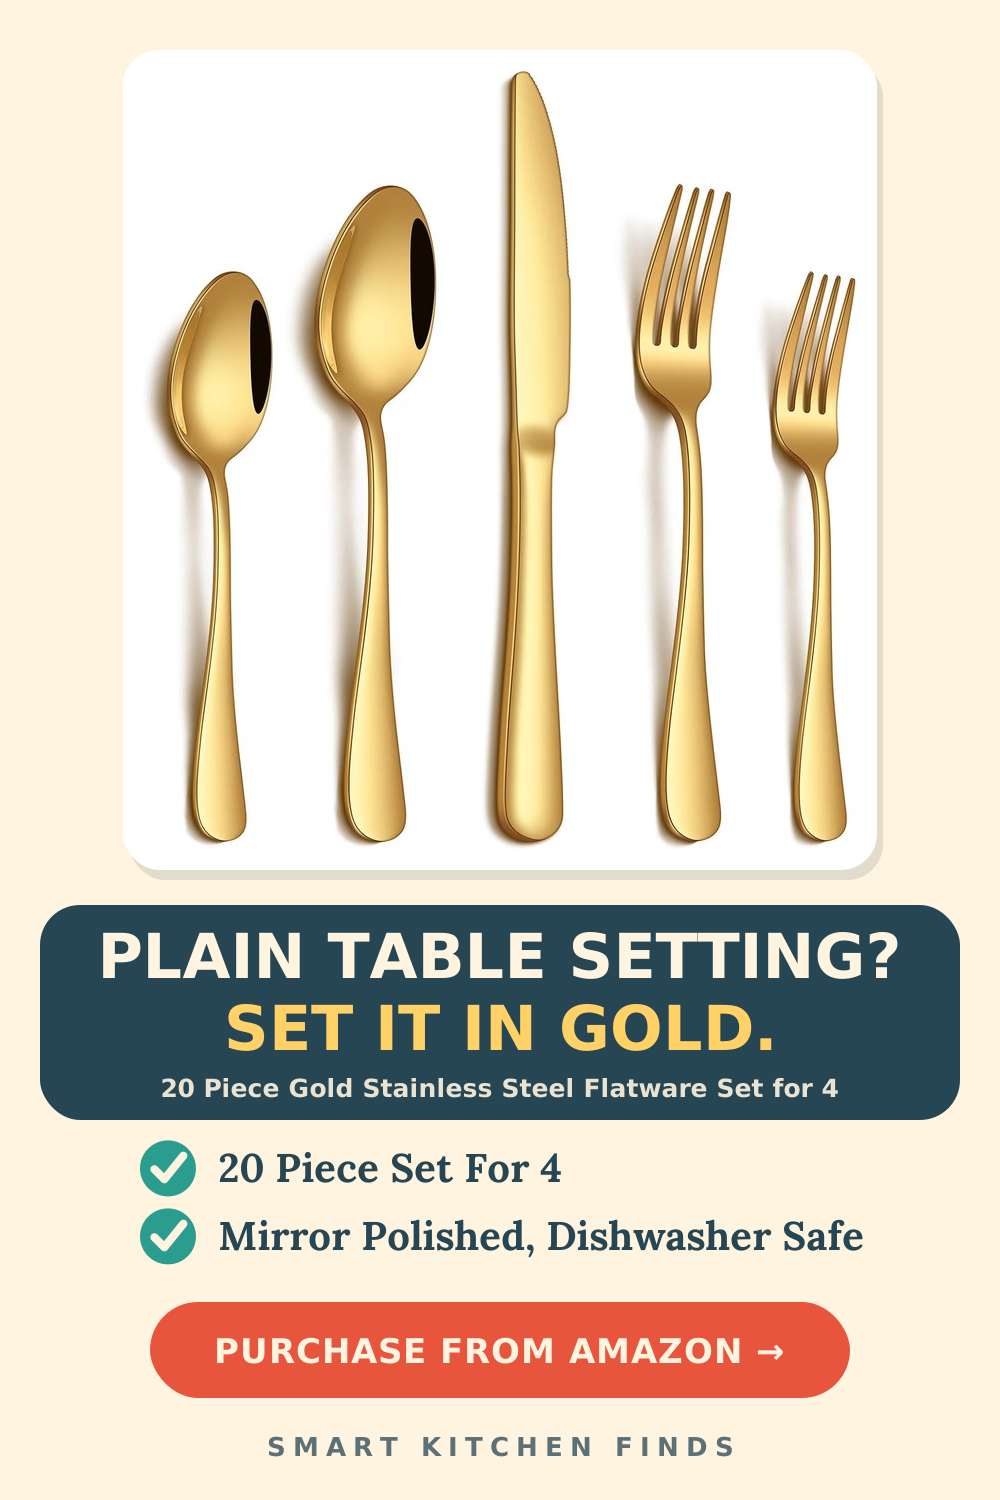 PLAIN TABLE SETTING?
SET IT IN GOLD.
20 Piece Gold Stainless Steel Flatware Set for 4
20 Piece Set For 4
Mirror Polished, Dishwasher Safe
PURCHASE FROM AMAZON →
SMART KITCHEN FINDS